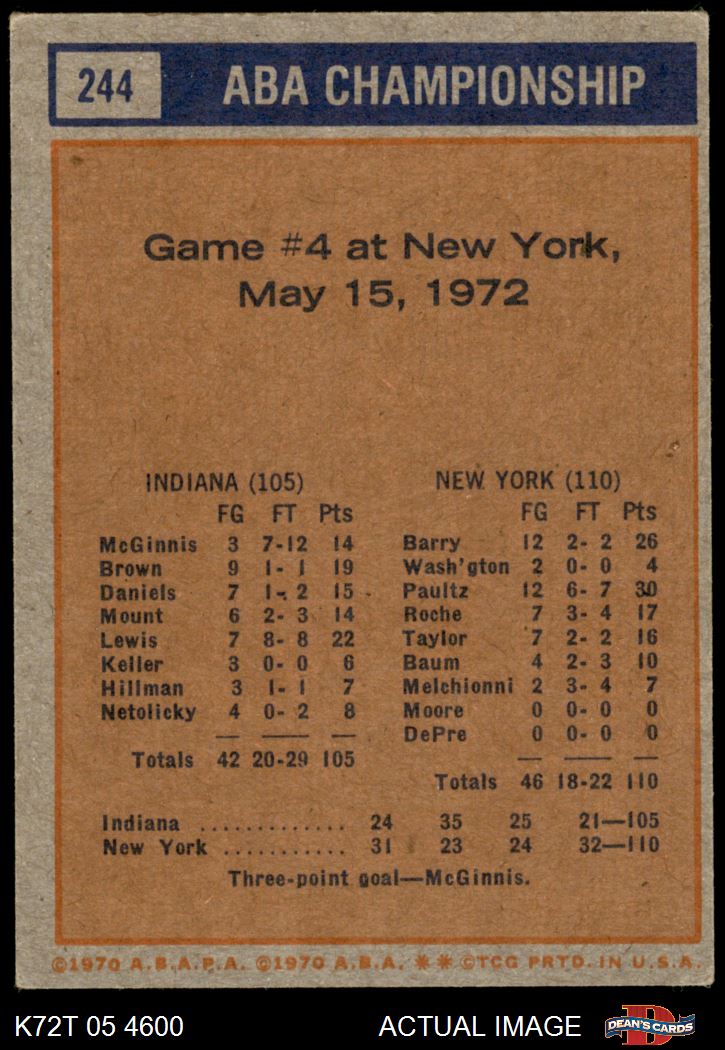 244 ABA CHAMPIONSHIP
Game #4 at New York,
May 15, 1972
INDIANA (105)
FG FT Pts
McGinnis 3 7-12 14
Brown 9 1- 1 19
Daniels 7 1- 2 15
Mount 6 2- 3 14
Lewis 7 8- 8 22
Keller 3 0- 0 6
Hillman 3 1- 1 7
Netolicky 4 0- 2 8
Totals 42 20-29 105
NEW YORK (110)
FG FT Pts
Barry 12 2- 2 26
Wash'gton 2 0- 0 4
Paultz 12 6- 7 30
Roche 7 3- 4 17
Taylor 7 2- 2 16
Baum 4 2- 3 10
Melchionni 2 3- 4 7
Moore 0 0- 0 0
DePre 0 0- 0 0
Totals 46 18-22 110
Indiana ............. 24 35 25 21—105
New York ........... 31 23 24 32—110
Three-point goal—McGinnis.
©1970 A.B.A.P.A. ©1970 A.B.A. ** ©TCG PRTD. IN U.S.A.
K72T 05 4600 ACTUAL IMAGE DEAN'S CARDS